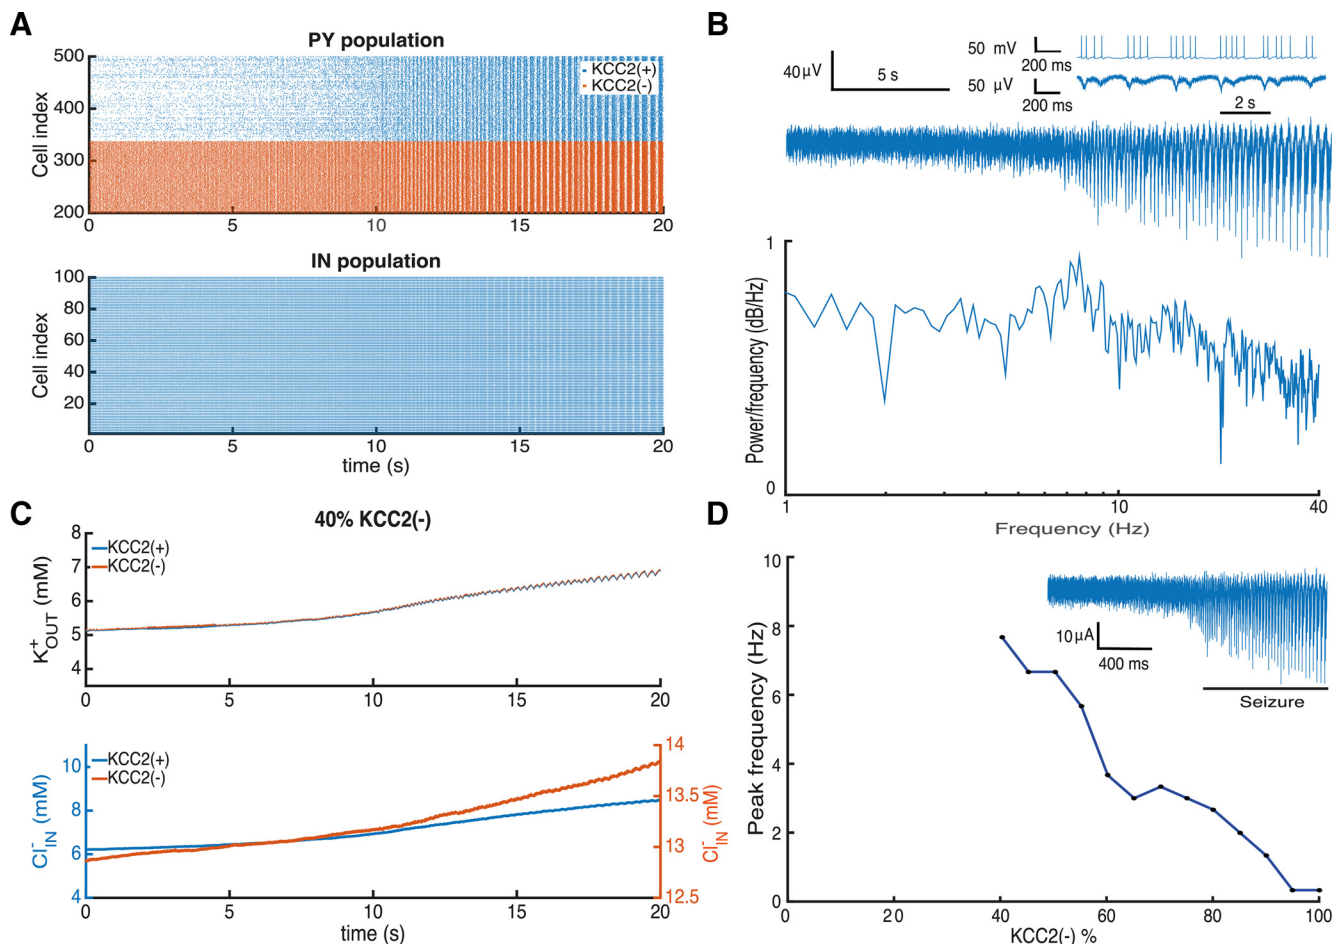 A
PY population
500
400
300
200
Cell index
KCC2(+)
KCC2(-)
0 5 10 15 20
IN population
100
80
60
40
20
Cell index
0 5 10 15 20
time (s)
B
40 μV
5 s
50 mV
200 ms
50 μV
200 ms
2 s
1
0
Power/frequency (dB/Hz)
1 10 40
Frequency (Hz)
C
40% KCC2(-)
8
7
6
5
4
K+OUT (mM)
KCC2(+)
KCC2(-)
0 5 10 15 20
10
8
6
4
Cl-IN (mM)
KCC2(+)
KCC2(-)
14
13.5
13
12.5
Cl-IN (mM)
0 5 10 15 20
time (s)
D
10
8
6
4
2
0
Peak frequency (Hz)
10 μA
400 ms
Seizure
0 20 40 60 80 100
KCC2(-) %